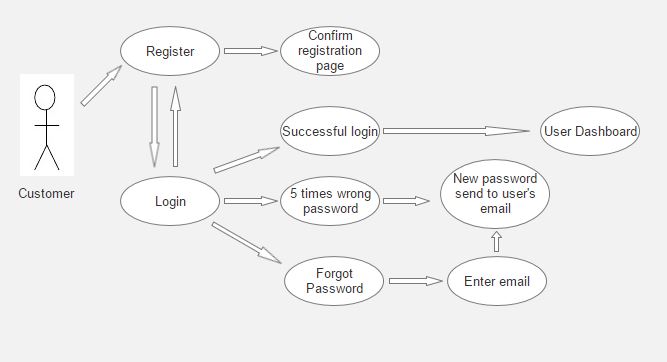 Register
Confirm
registration
page
Customer
Successful login
User Dashboard
Login
5 times wrong
password
New password
send to user's
email
Forgot
Password
Enter email